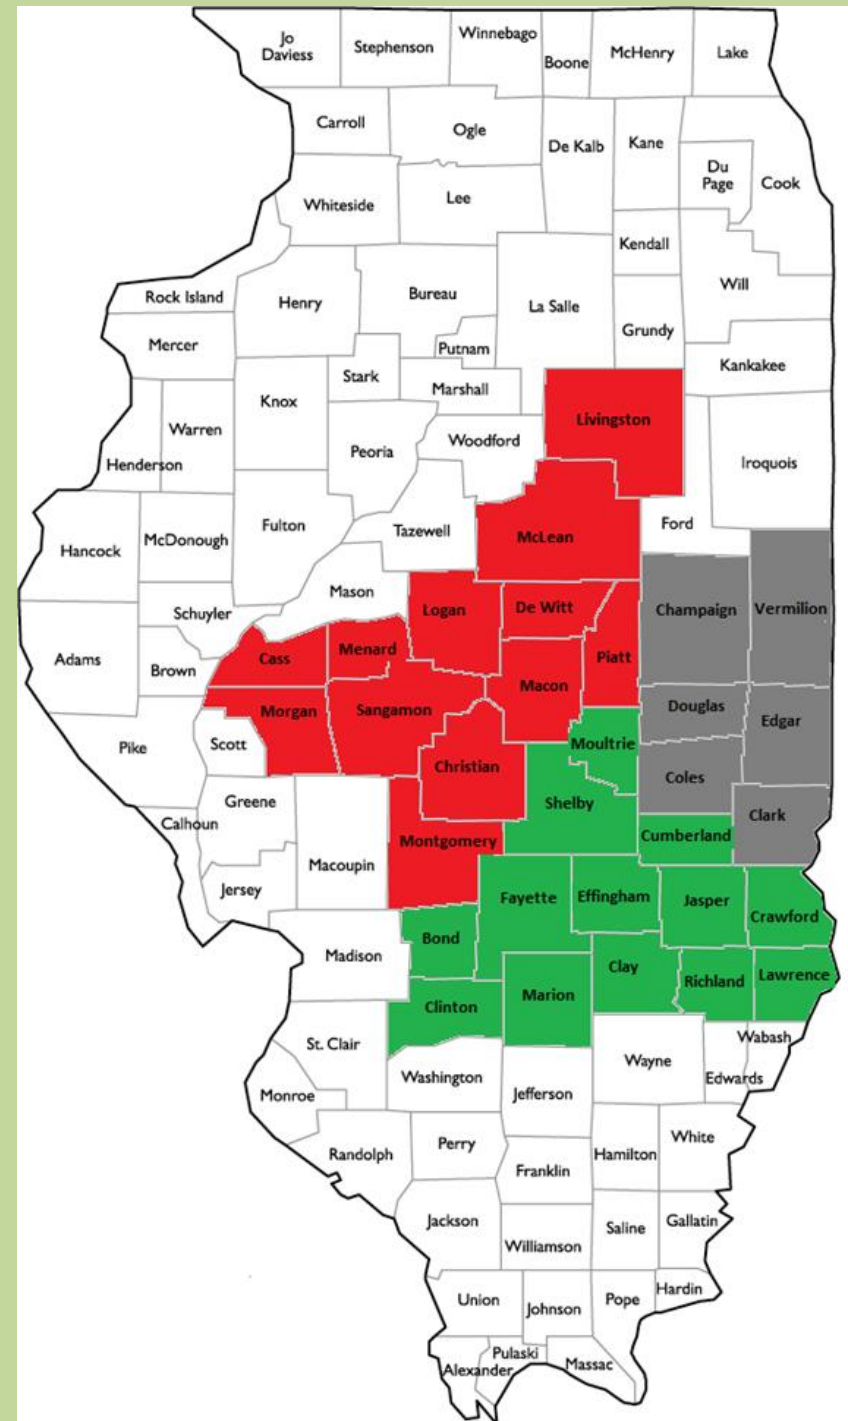 Jo
Daviess
Stephenson
Winnebago
Boone
McHenry
Lake
Carroll
Ogle
De Kalb
Kane
Du
Page
Cook
Whiteside
Lee
Kendall
Rock Island
Henry
Bureau
La Salle
Will
Mercer
Putnam
Grundy
Kankakee
Stark
Marshall
Knox
Warren
Henderson
Peoria
Woodford
Livingston
Iroquois
Hancock
McDonough
Fulton
Tazewell
McLean
Ford
Mason
Schuyler
Logan
De Witt
Champaign
Vermilion
Adams
Brown
Cass
Menard
Piatt
Macon
Morgan
Sangamon
Douglas
Edgar
Pike
Scott
Moultrie
Christian
Coles
Greene
Shelby
Calhoun
Clark
Cumberland
Macoupin
Montgomery
Jersey
Fayette
Effingham
Jasper
Crawford
Bond
Madison
Clay
Richland
Lawrence
Marion
Clinton
St. Clair
Wabash
Wayne
Washington
Edwards
Jefferson
Monroe
Perry
White
Randolph
Hamilton
Franklin
Jackson
Saline
Gallatin
Williamson
Union
Johnson
Pope
Hardin
Pulaski
Alexander
Massac